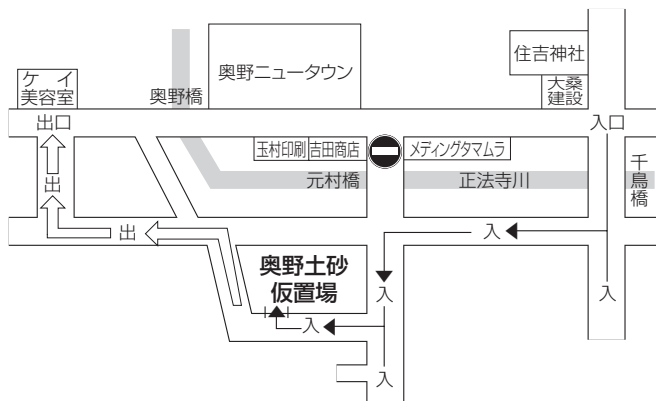 奥野ニュータウン
住吉神社
ケイ
美容室
奥野橋
大桑
建設
出口
入口
玉村印刷
吉田商店
メディングタマムラ
千鳥橋
出
元村橋
正法寺川
出
入
奥野土砂
仮置場
入
入
入
入